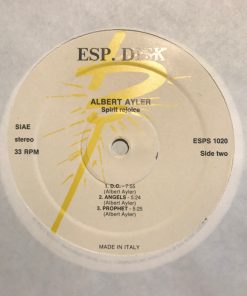 ESP. DISK
ALBERT AYLER
Spirit rejoice
SIAE
stereo
33 RPM
ESPS 1020
Side two
1. D.C. - 7:55
(Albert Ayler)
2. ANGELS - 5:24
(Albert Ayler)
3. PROPHET - 5:25
(Albert Ayler)
MADE IN ITALY